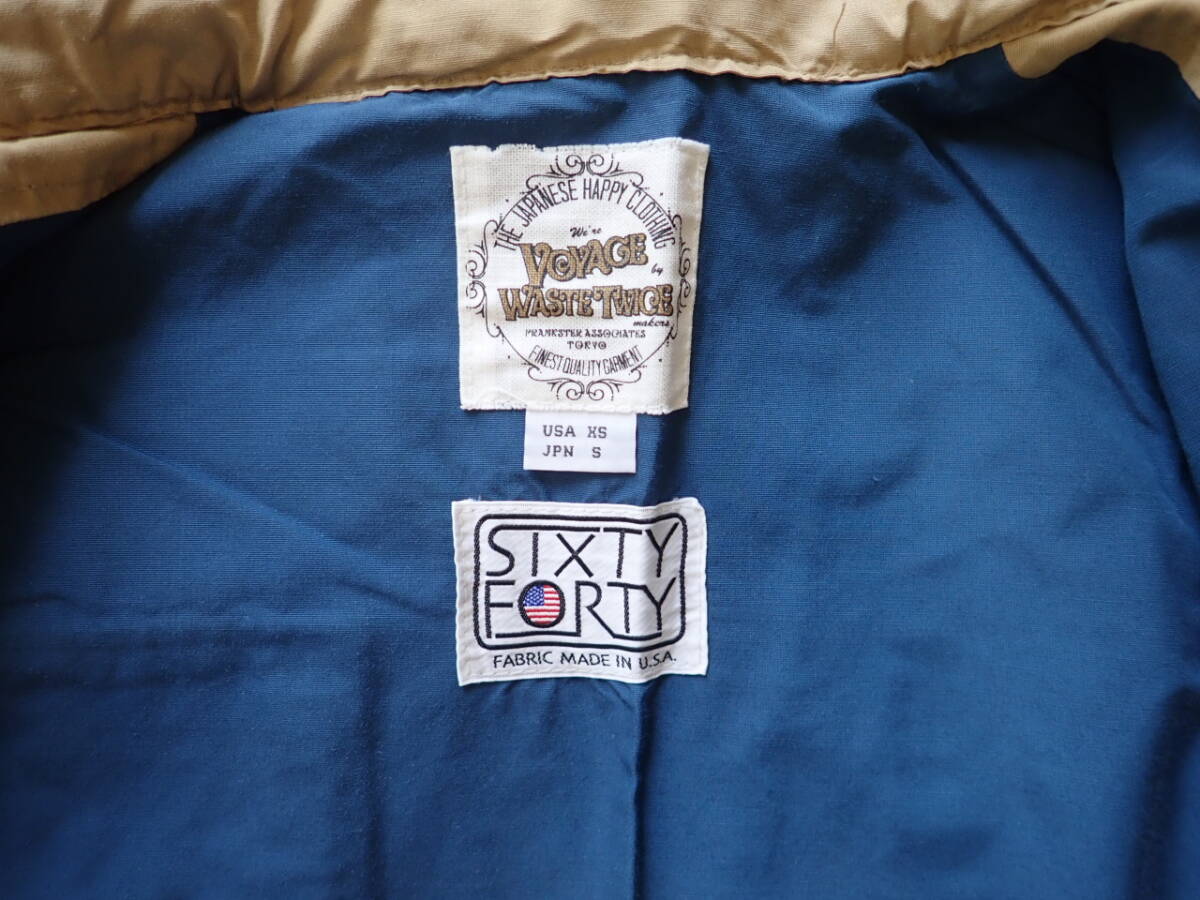 THE JAPANESE HAPPY CLOTHING
We're
VOYAGE
by
WASTE TWICE
makers
PRANKSTER ASSOCIATES
TOKYO
FINEST QUALITY GARMENT
USA XS
JPN S
SIXTY
FORTY
FABRIC MADE IN U.S.A.